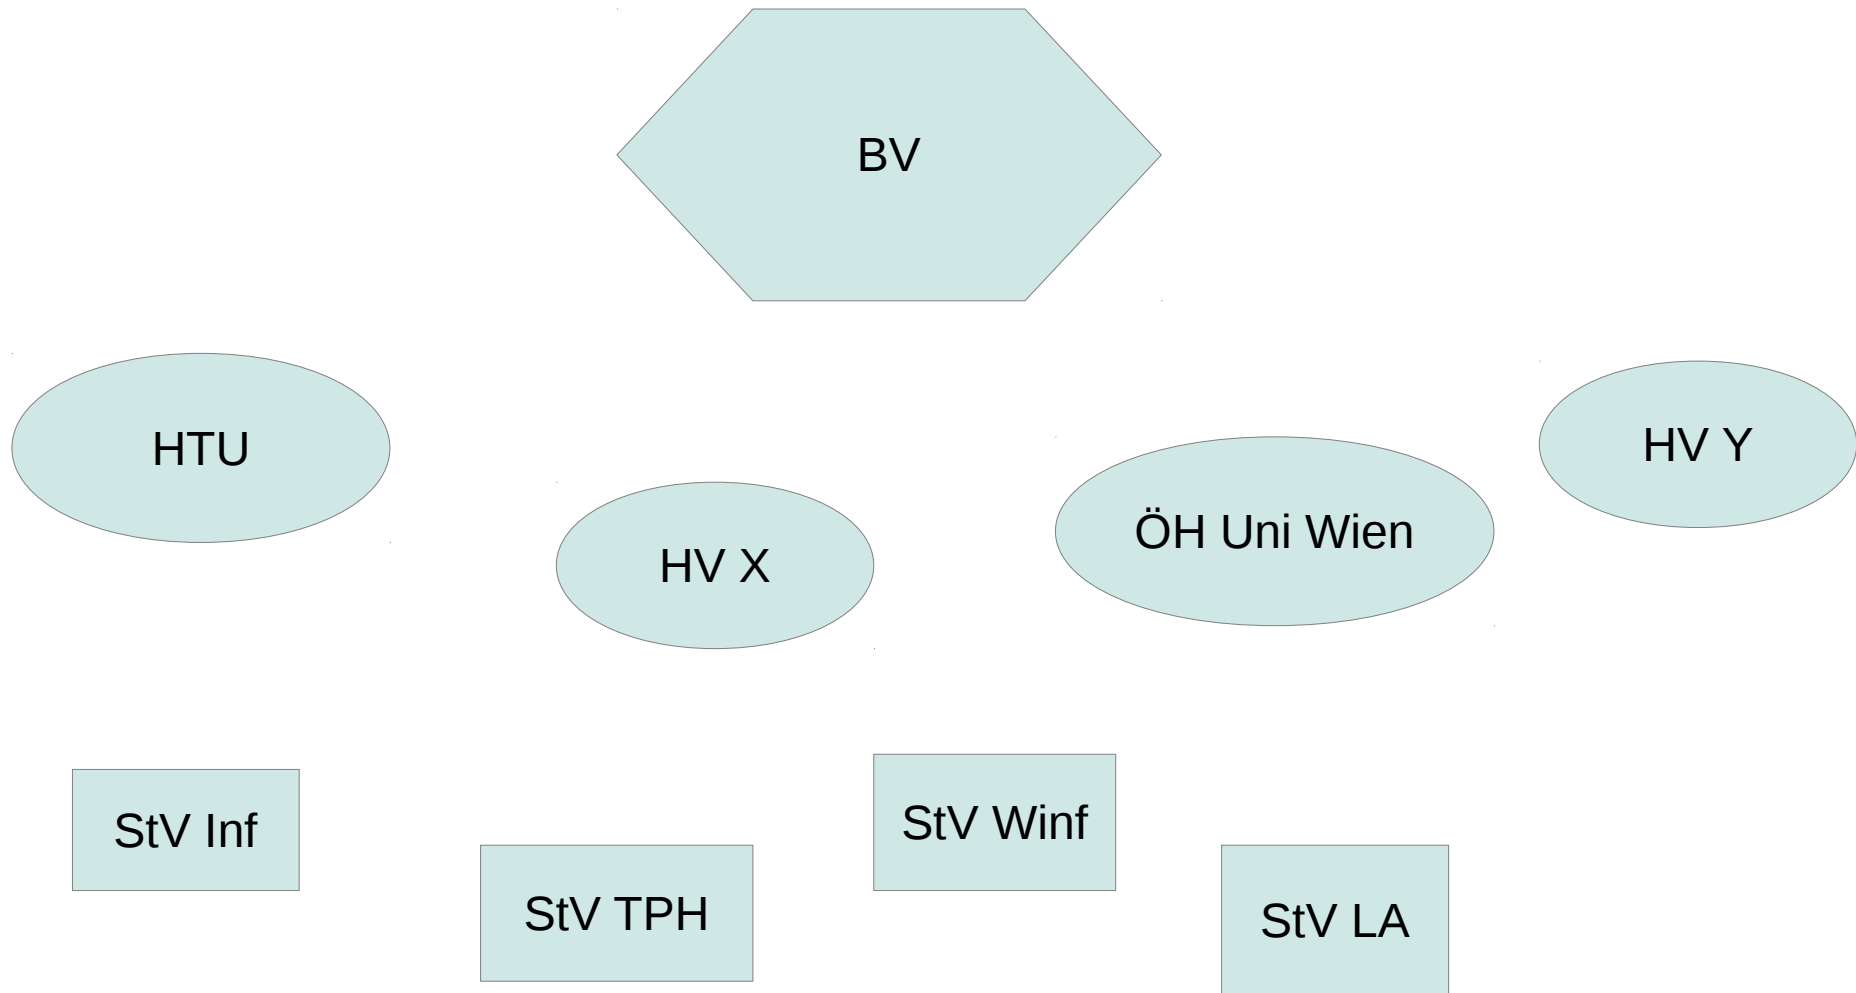 BV
HTU
HV X
ÖH Uni Wien
HV Y
StV Inf
StV TPH
StV Winf
StV LA